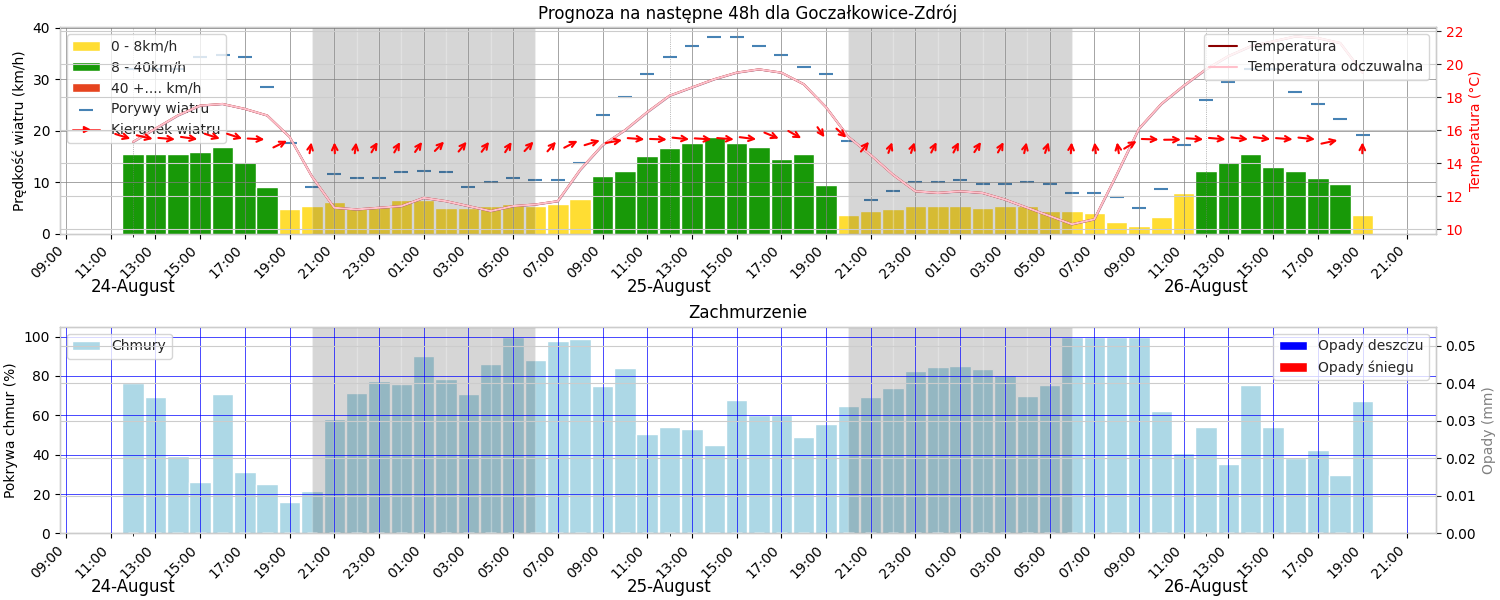 Prognoza na następne 48h dla Goczałkowice-Zdrój
Prędkość wiatru (km/h)
40
30
20
10
0
0 - 8km/h
8 - 40km/h
40 +.... km/h
Porywy wiatru
Kierunek wiatru
Temperatura
Temperatura odczuwalna
22
20
18
16
14
12
10
Temperatura (°C)
09:00 11:00 13:00 15:00 17:00 19:00 21:00 23:00 01:00 03:00 05:00 07:00 09:00 11:00 13:00 15:00 17:00 19:00 21:00 23:00 01:00 03:00 05:00 07:00 09:00 11:00 13:00 15:00 17:00 19:00 21:00
24-August 25-August 26-August
Zachmurzenie
Pokrywa chmur (%)
100
80
60
40
20
0
Chmury
Opady deszczu
Opady śniegu
0.05
0.04
0.03
0.02
0.01
0.00
Opady (mm)
09:00 11:00 13:00 15:00 17:00 19:00 21:00 23:00 01:00 03:00 05:00 07:00 09:00 11:00 13:00 15:00 17:00 19:00 21:00 23:00 01:00 03:00 05:00 07:00 09:00 11:00 13:00 15:00 17:00 19:00 21:00
24-August 25-August 26-August